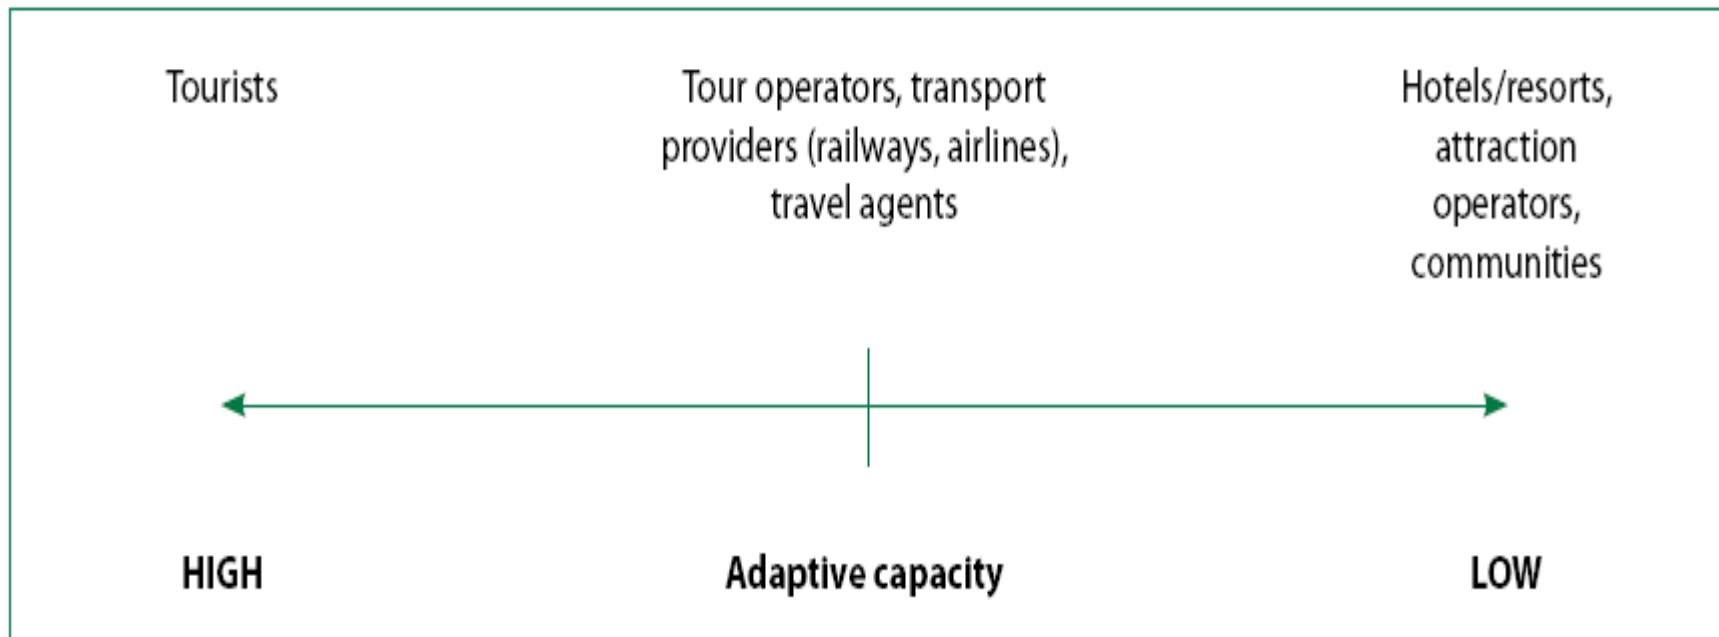 Tourists
Tour operators, transport
providers (railways, airlines),
travel agents
Hotels/resorts,
attraction
operators,
communities
HIGH
Adaptive capacity
LOW